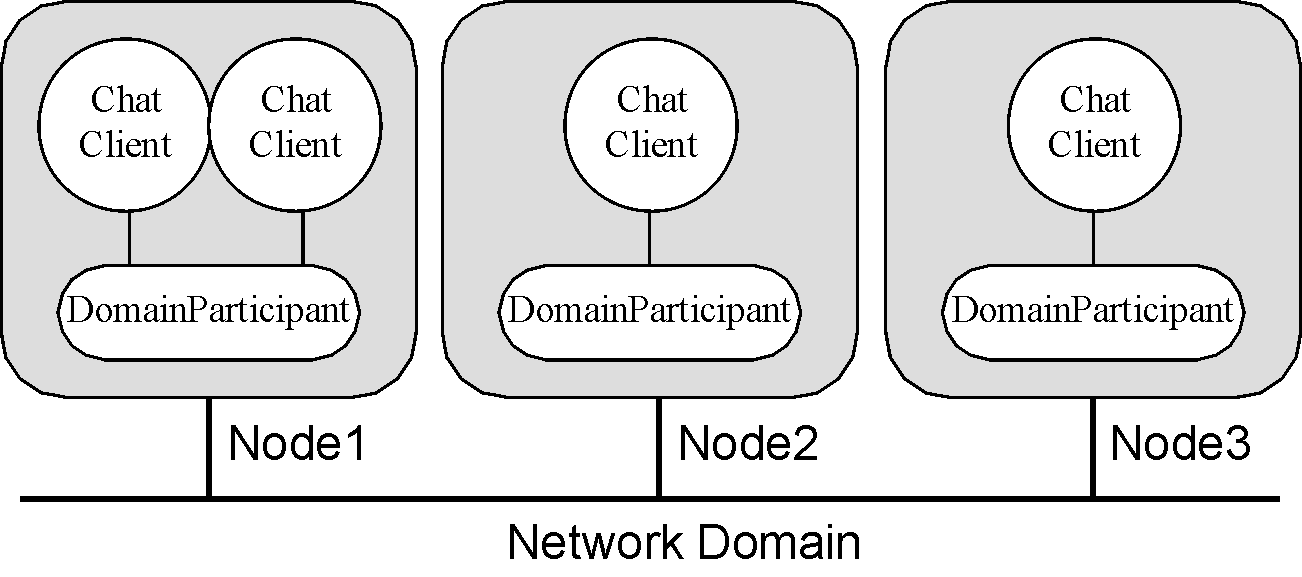 Chat
Client
Chat
Client
DomainParticipant
Node1
Chat
Client
DomainParticipant
Node2
Chat
Client
DomainParticipant
Node3
Network Domain